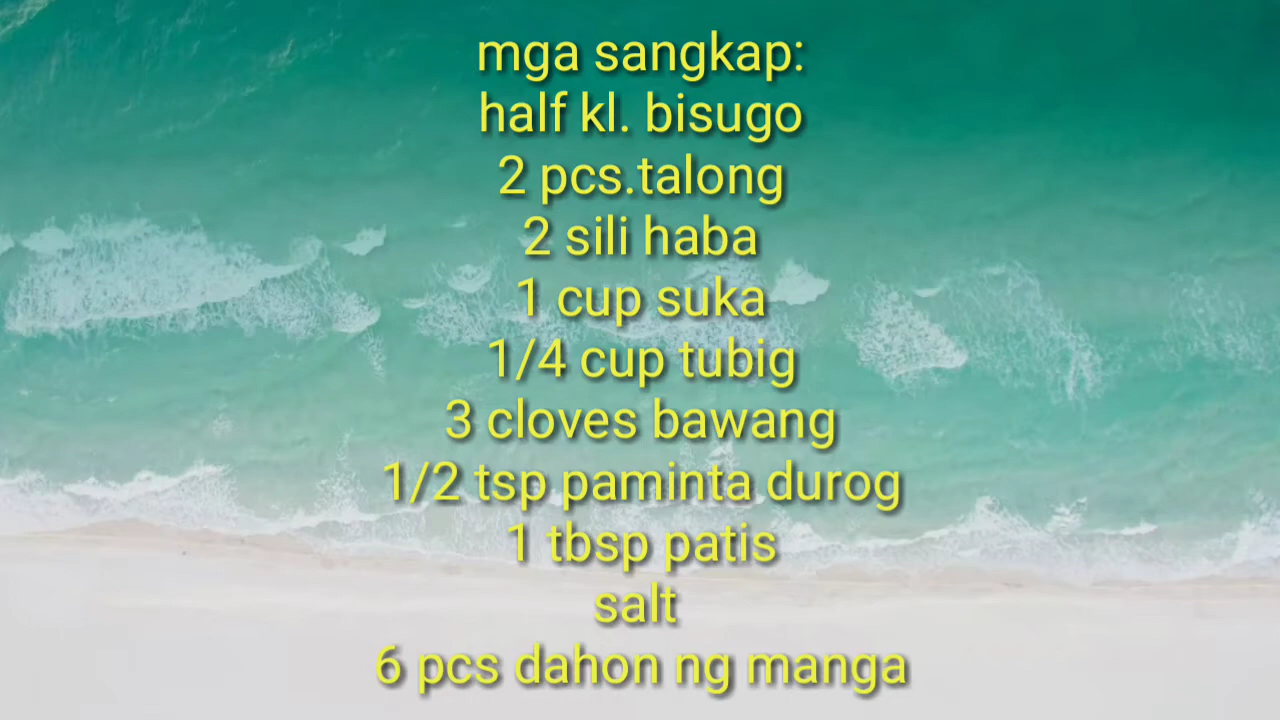 mga sangkap:
half kl. bisugo
2 pcs.talong
2 sili haba
1 cup suka
1/4 cup tubig
3 cloves bawang
1/2 tsp paminta durog
1 tbsp patis
salt
6 pcs dahon ng manga